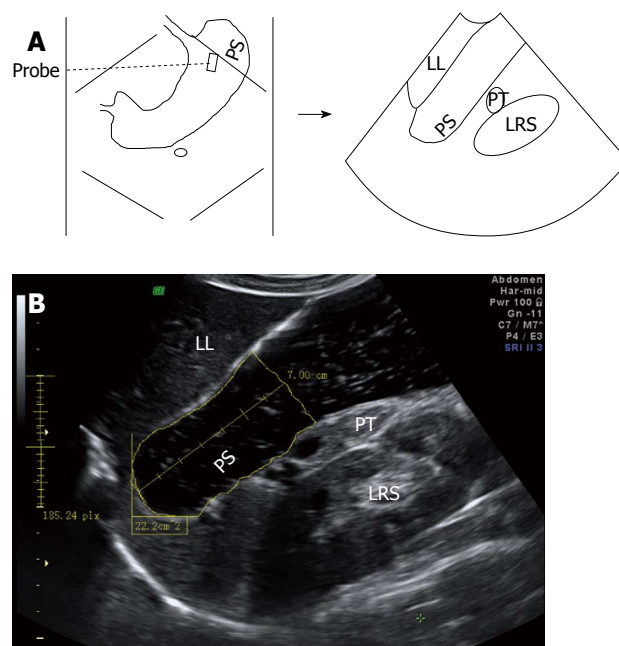 A
Probe
PS
LL
PT
PS
LRS
B
Abdomen
Har-mid
Pwr 100
Gn -11
C7 / M7
P4 / E3
SRI II 3
LL
7.00 cm
PT
PS
LRS
185.24 pix
22.2cm 2